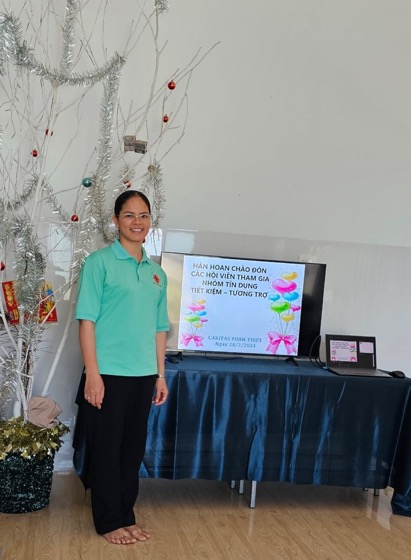 HÂN HOAN CHÀO ĐÓN
CÁC HỘI VIÊN THAM GIA
NHÓM TÍN DỤNG
TIẾT KIỆM – TƯƠNG TRỢ
CARITAS PHAN THIẾT